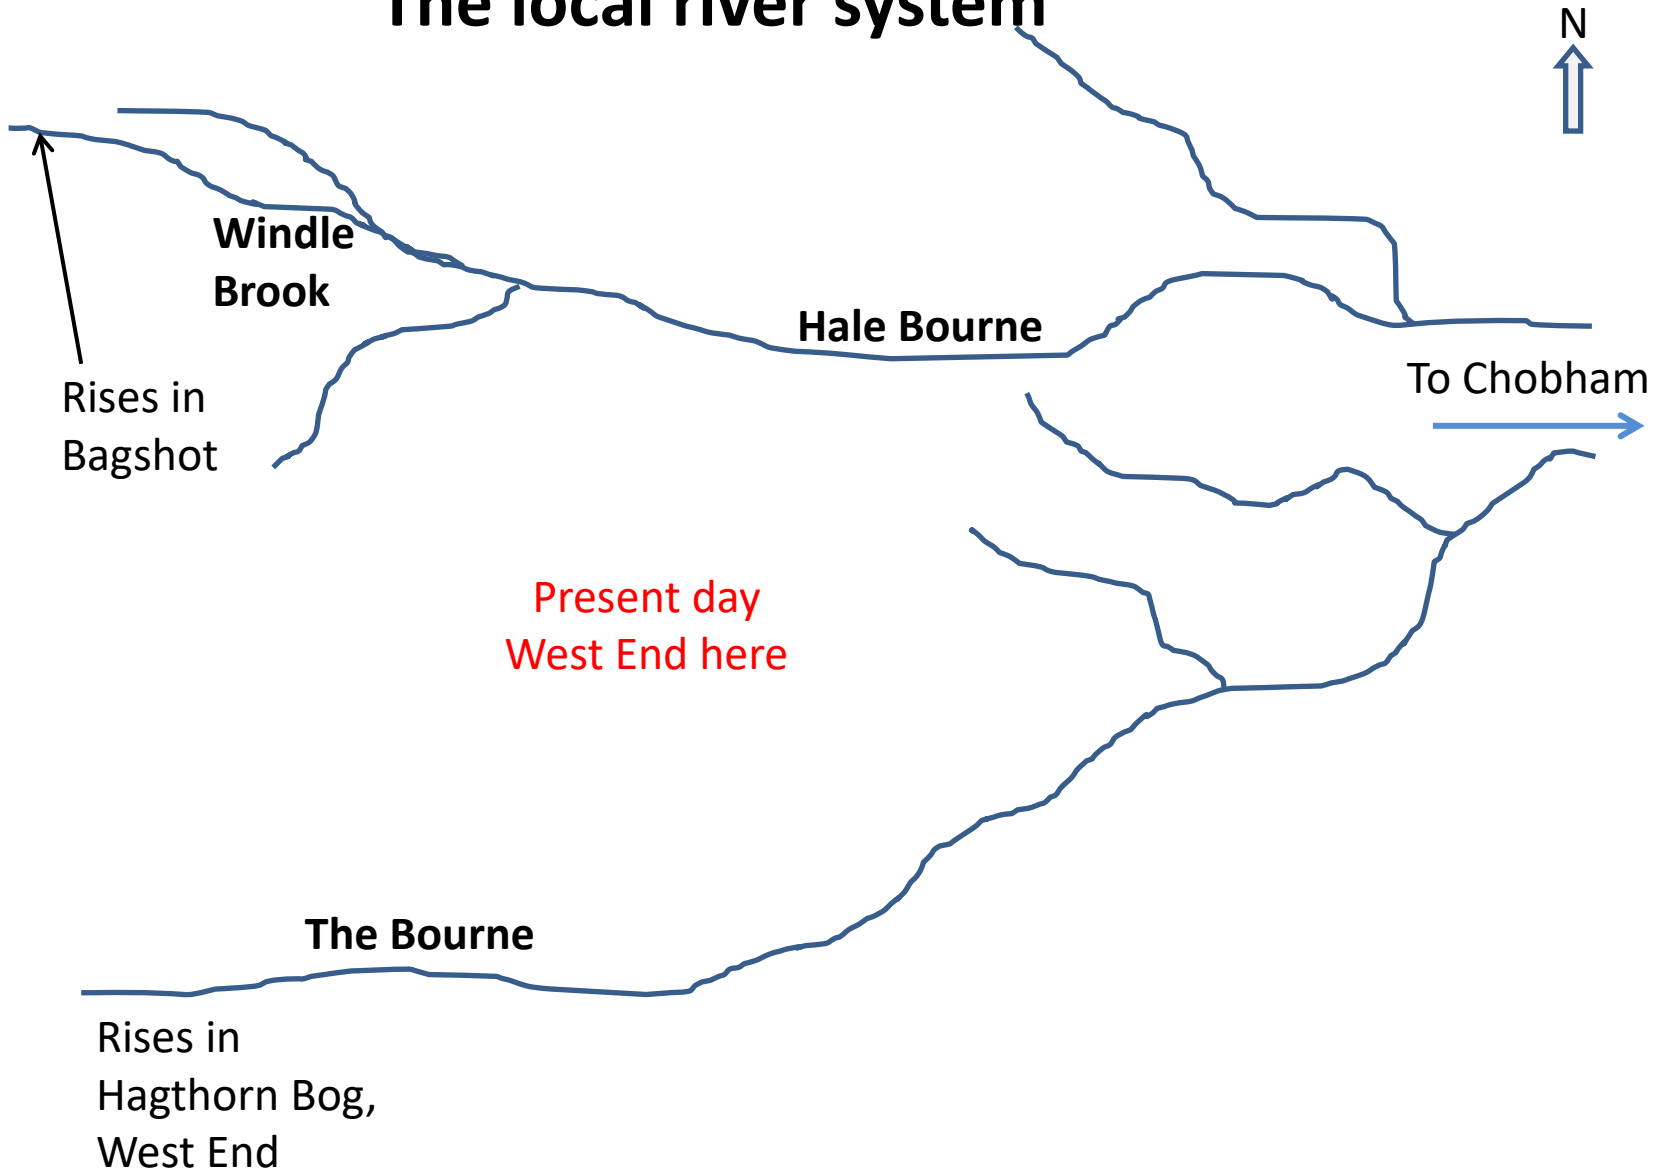 The local river system
N
Windle
Brook
Hale Bourne
To Chobham
Rises in
Bagshot
Present day
West End here
The Bourne
Rises in
Hagthorn Bog,
West End